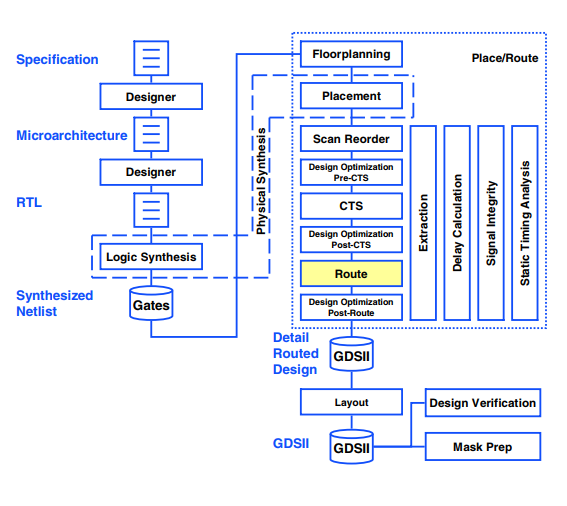 Specification
Designer
Microarchitecture
Designer
RTL
Logic Synthesis
Synthesized
Netlist
Gates
Physical Synthesis
Place/Route
Floorplanning
Placement
Scan Reorder
Design Optimization
Pre-CTS
CTS
Design Optimization
Post-CTS
Route
Design Optimization
Post-Route
Extraction
Delay Calculation
Signal Integrity
Static Timing Analysis
Detail
Routed
Design
GDSII
Layout
GDSII
GDSII
Design Verification
Mask Prep